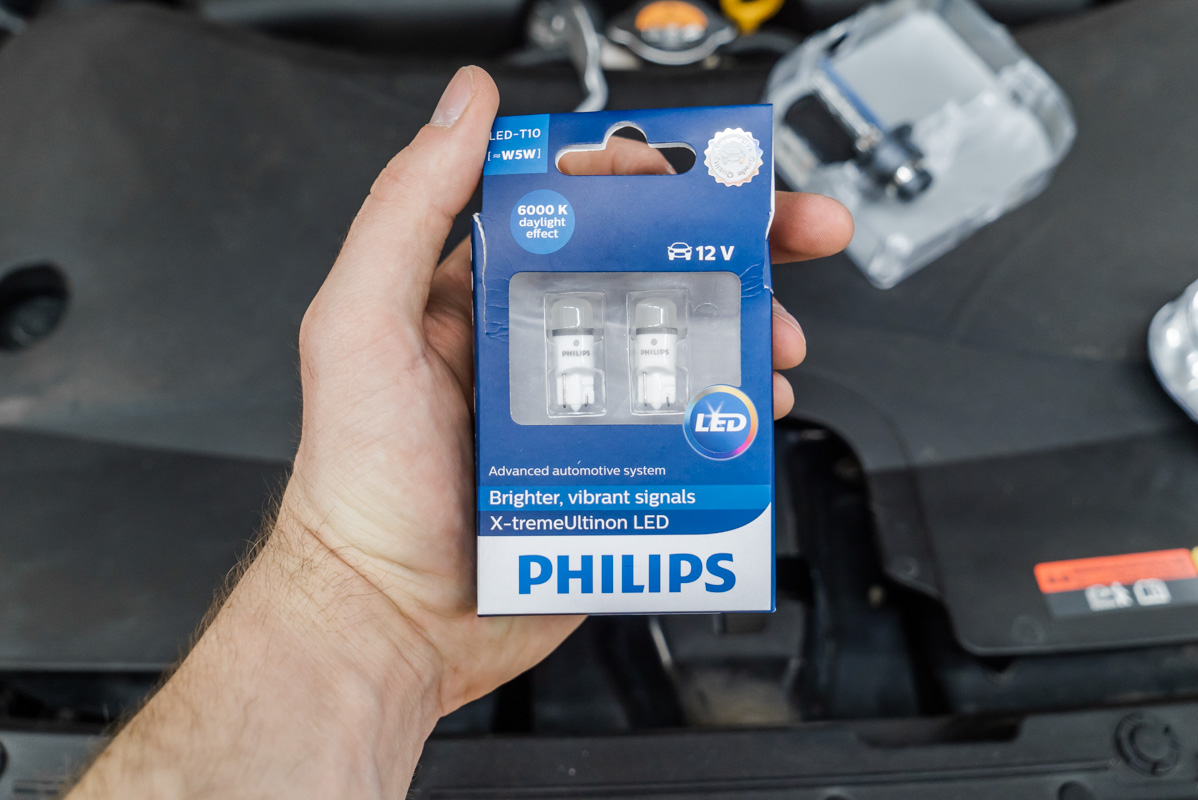 LED-T10
[≈W5W]
6000 K
daylight
effect
12 V
PHILIPS
PHILIPS
LED
Advanced automotive system
Brighter, vibrant signals
X-tremeUltinon LED
PHILIPS